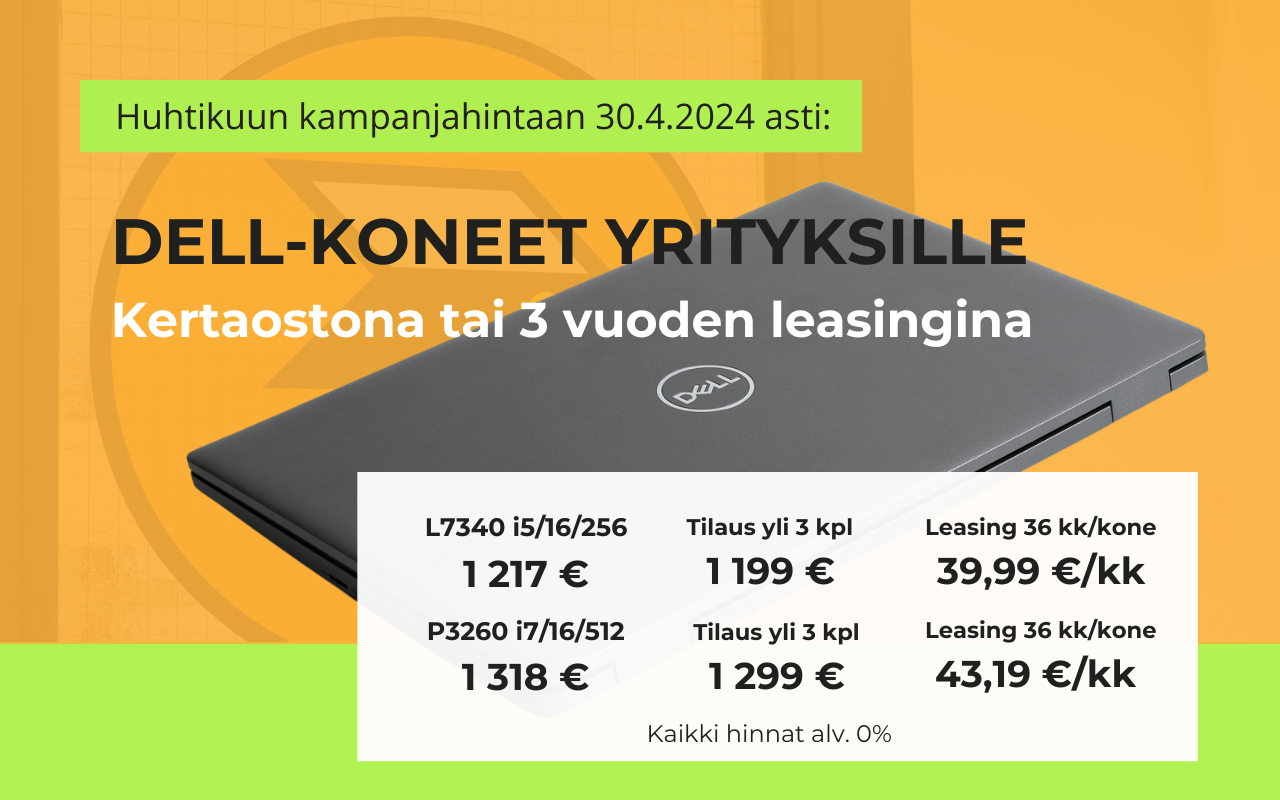 Huhtikuun kampanjahintaan 30.4.2024 asti:
DELL-KONEET YRITYKSILLE
Kertaostona tai 3 vuoden leasingina
DELL
L7340 i5/16/256 Tilaus yli 3 kpl Leasing 36 kk/kone
1 217 € 1 199 € 39,99 €/kk
P3260 i7/16/512 Tilaus yli 3 kpl Leasing 36 kk/kone
1 318 € 1 299 € 43,19 €/kk
Kaikki hinnat alv. 0%